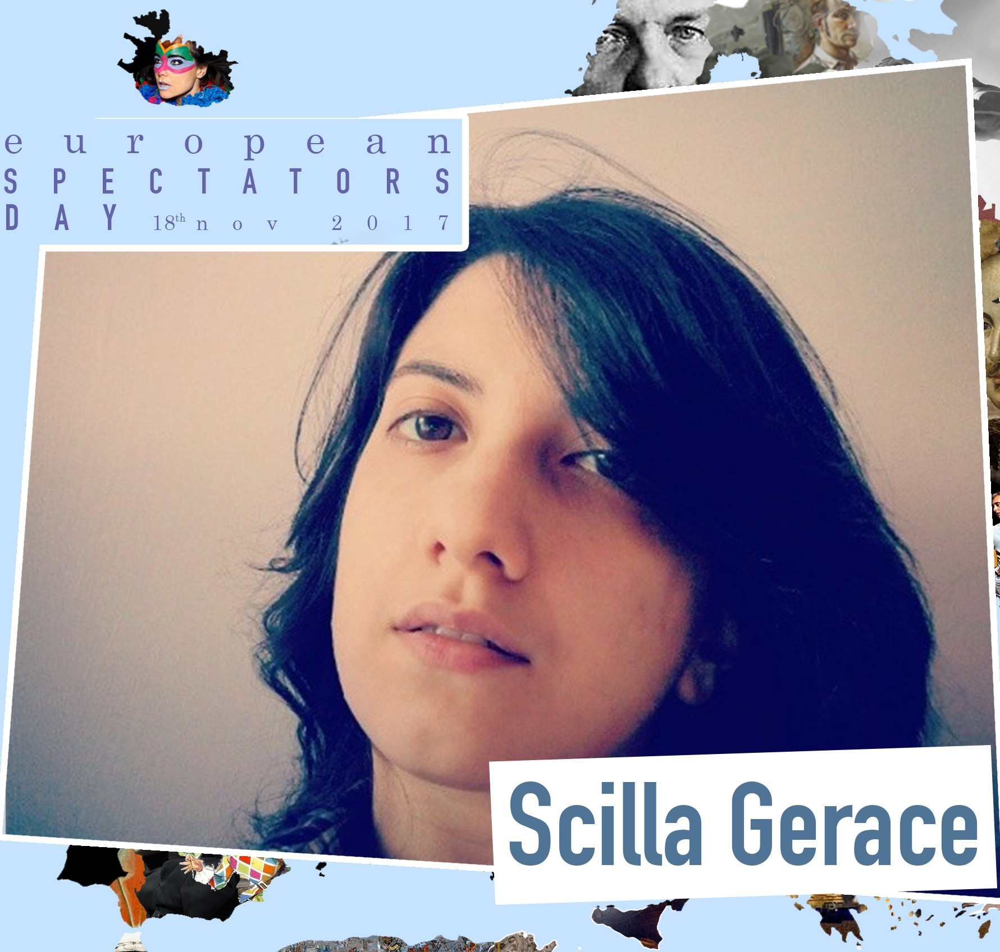 european
SPECTATORS
DAY 18th nov 2017
Scilla Gerace